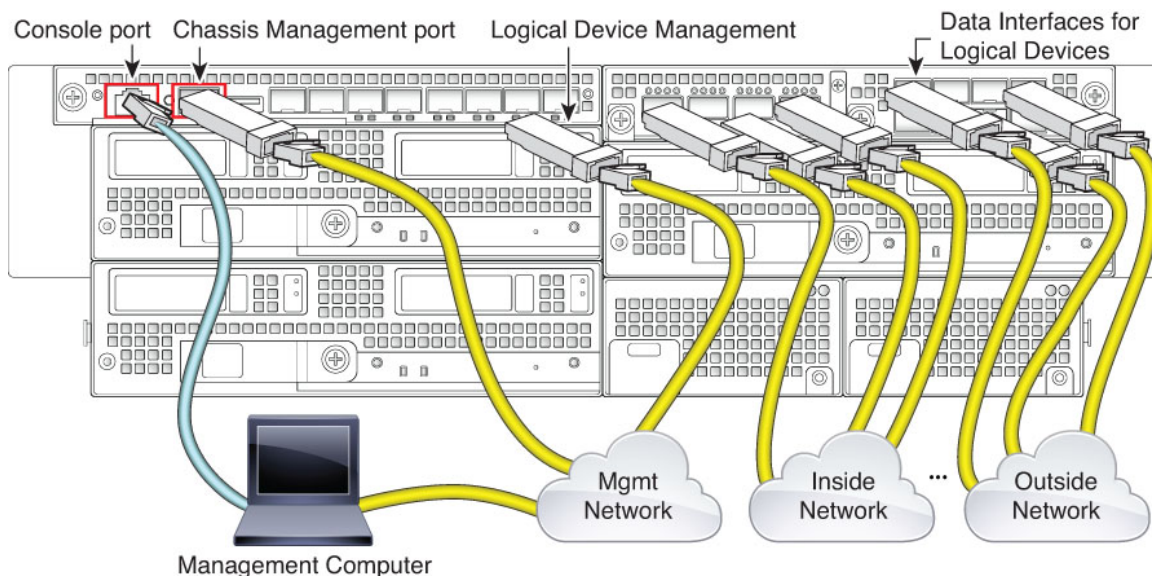 Console port
Chassis Management port
Logical Device Management
Data Interfaces for
Logical Devices
Mgmt
Network
Inside
Network
...
Outside
Network
Management Computer